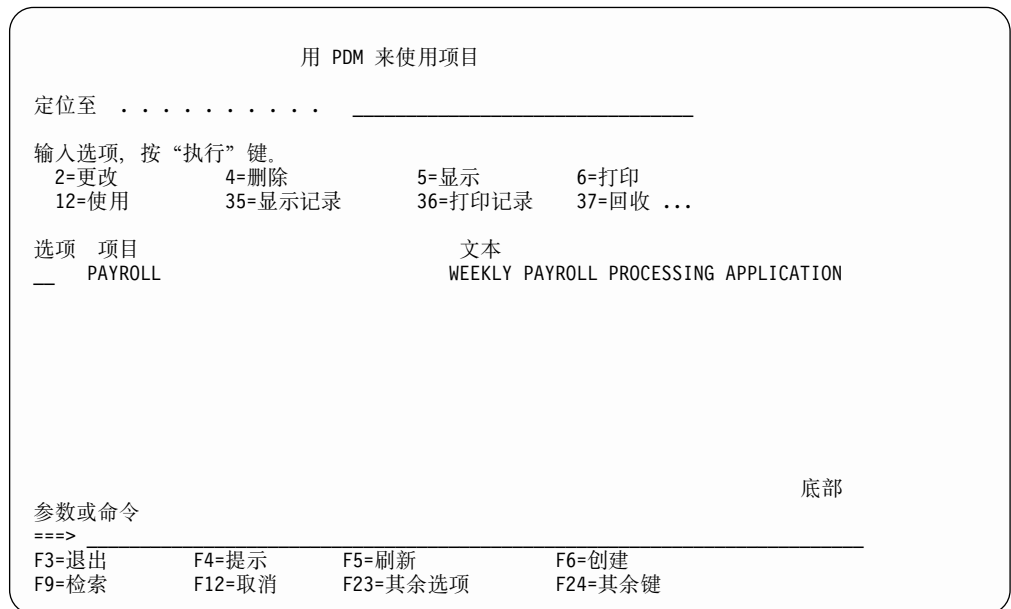 用 PDM 来使用项目
定位至 . . . . . . . . . . ________________________________
输入选项，按“执行”键。
2=更改 4=删除 5=显示 6=打印
12=使用 35=显示记录 36=打印记录 37=回收 ...
选项 项目 文本
__ PAYROLL WEEKLY PAYROLL PROCESSING APPLICATION
底部
参数或命令
===> _________________________________________________________________________
F3=退出 F4=提示 F5=刷新 F6=创建
F9=检索 F12=取消 F23=其余选项 F24=其余键